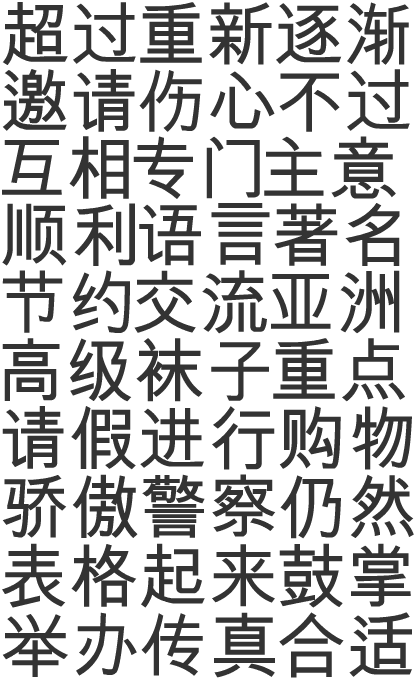 超过重新逐渐
邀请伤心不过
互相专门主意
顺利语言著名
节约交流亚洲
高级袜子重点
请假进行购物
骄傲警察仍然
表格起来鼓掌
举办传真合适